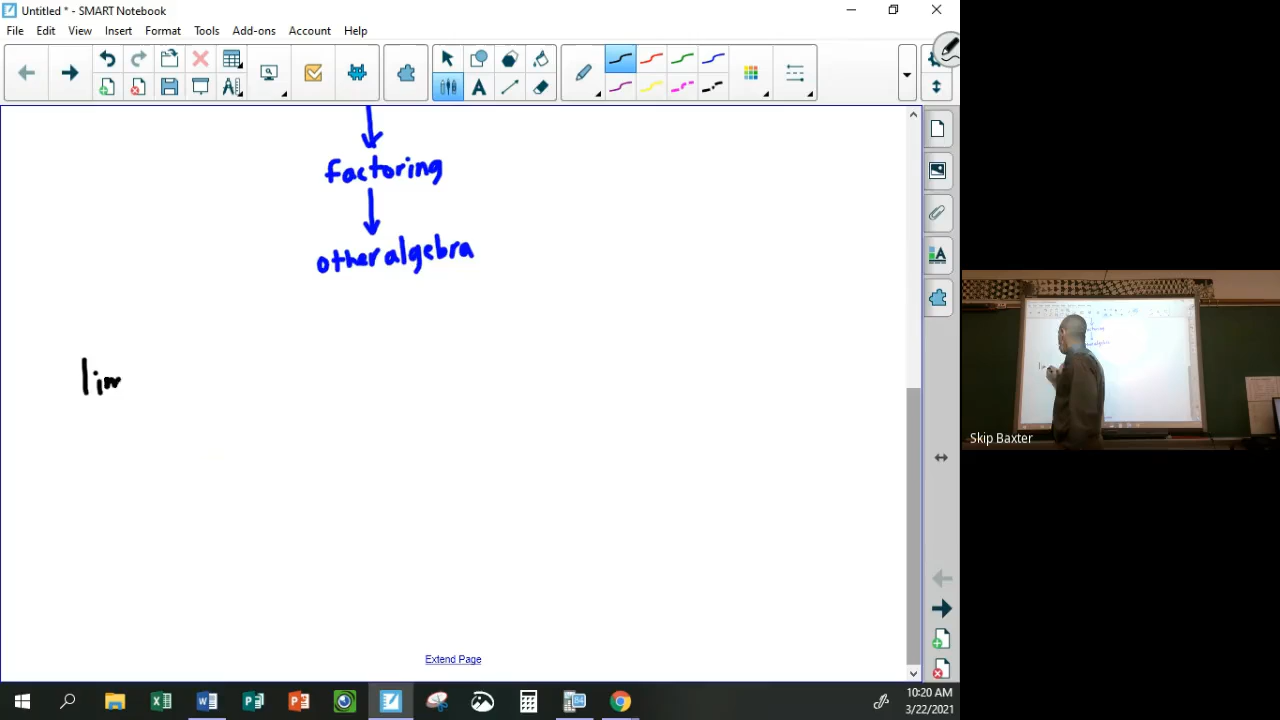 Untitled * - SMART Notebook
File Edit View Insert Format Tools Add-ons Account Help
factoring
other algebra
lim
Skip Baxter
Extend Page
10:20 AM
3/22/2021